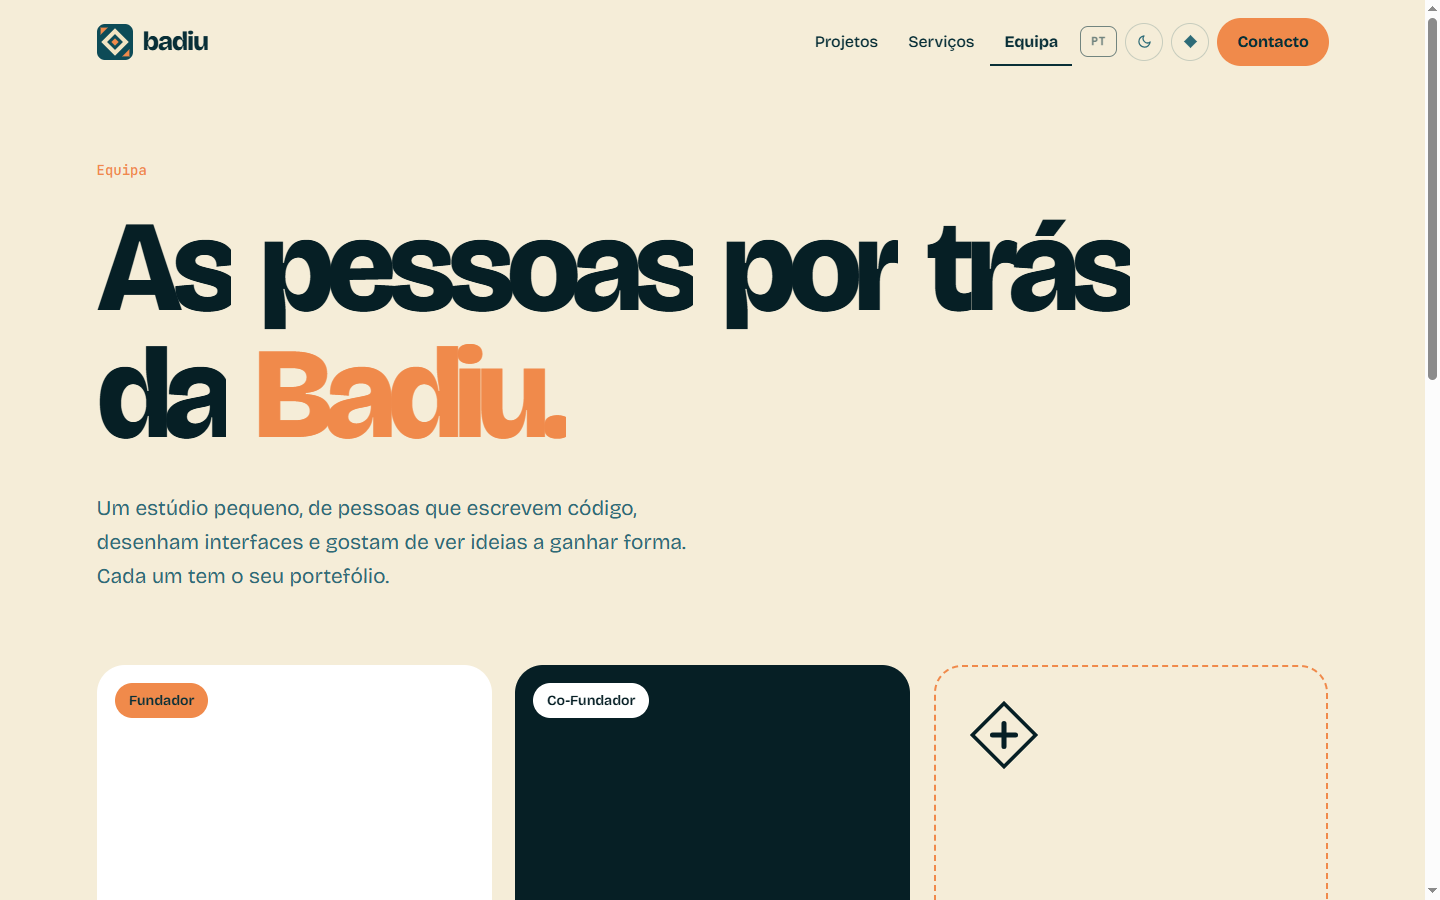 badiu
Projetos
Serviços
Equipa
PT
Contacto
Equipa
As pessoas por trás
da Badiu.
Um estúdio pequeno, de pessoas que escrevem código,
desenham interfaces e gostam de ver ideias a ganhar forma.
Cada um tem o seu portefólio.
Fundador
Co-Fundador